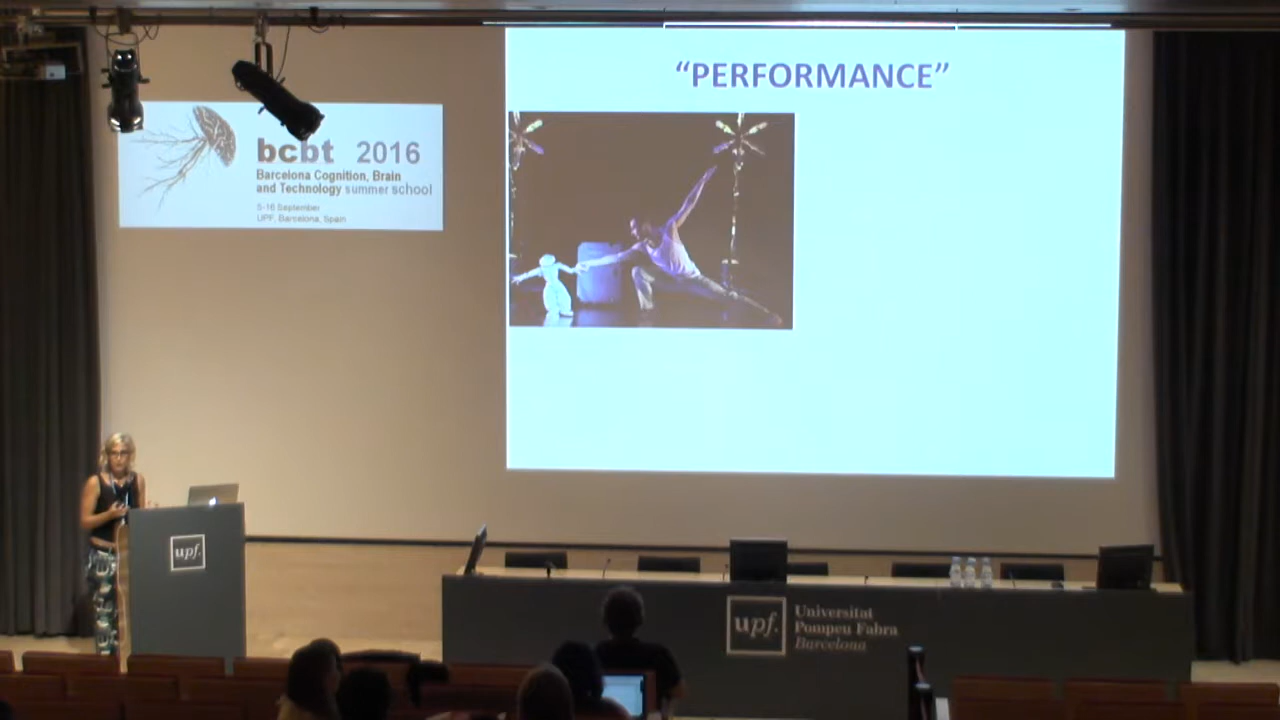 “PERFORMANCE”
bcbt 2016
Barcelona Cognition, Brain
and Technology summer school
5-16 September
UPF, Barcelona, Spain
upf.
upf.
Universitat
Pompeu Fabra
Barcelona